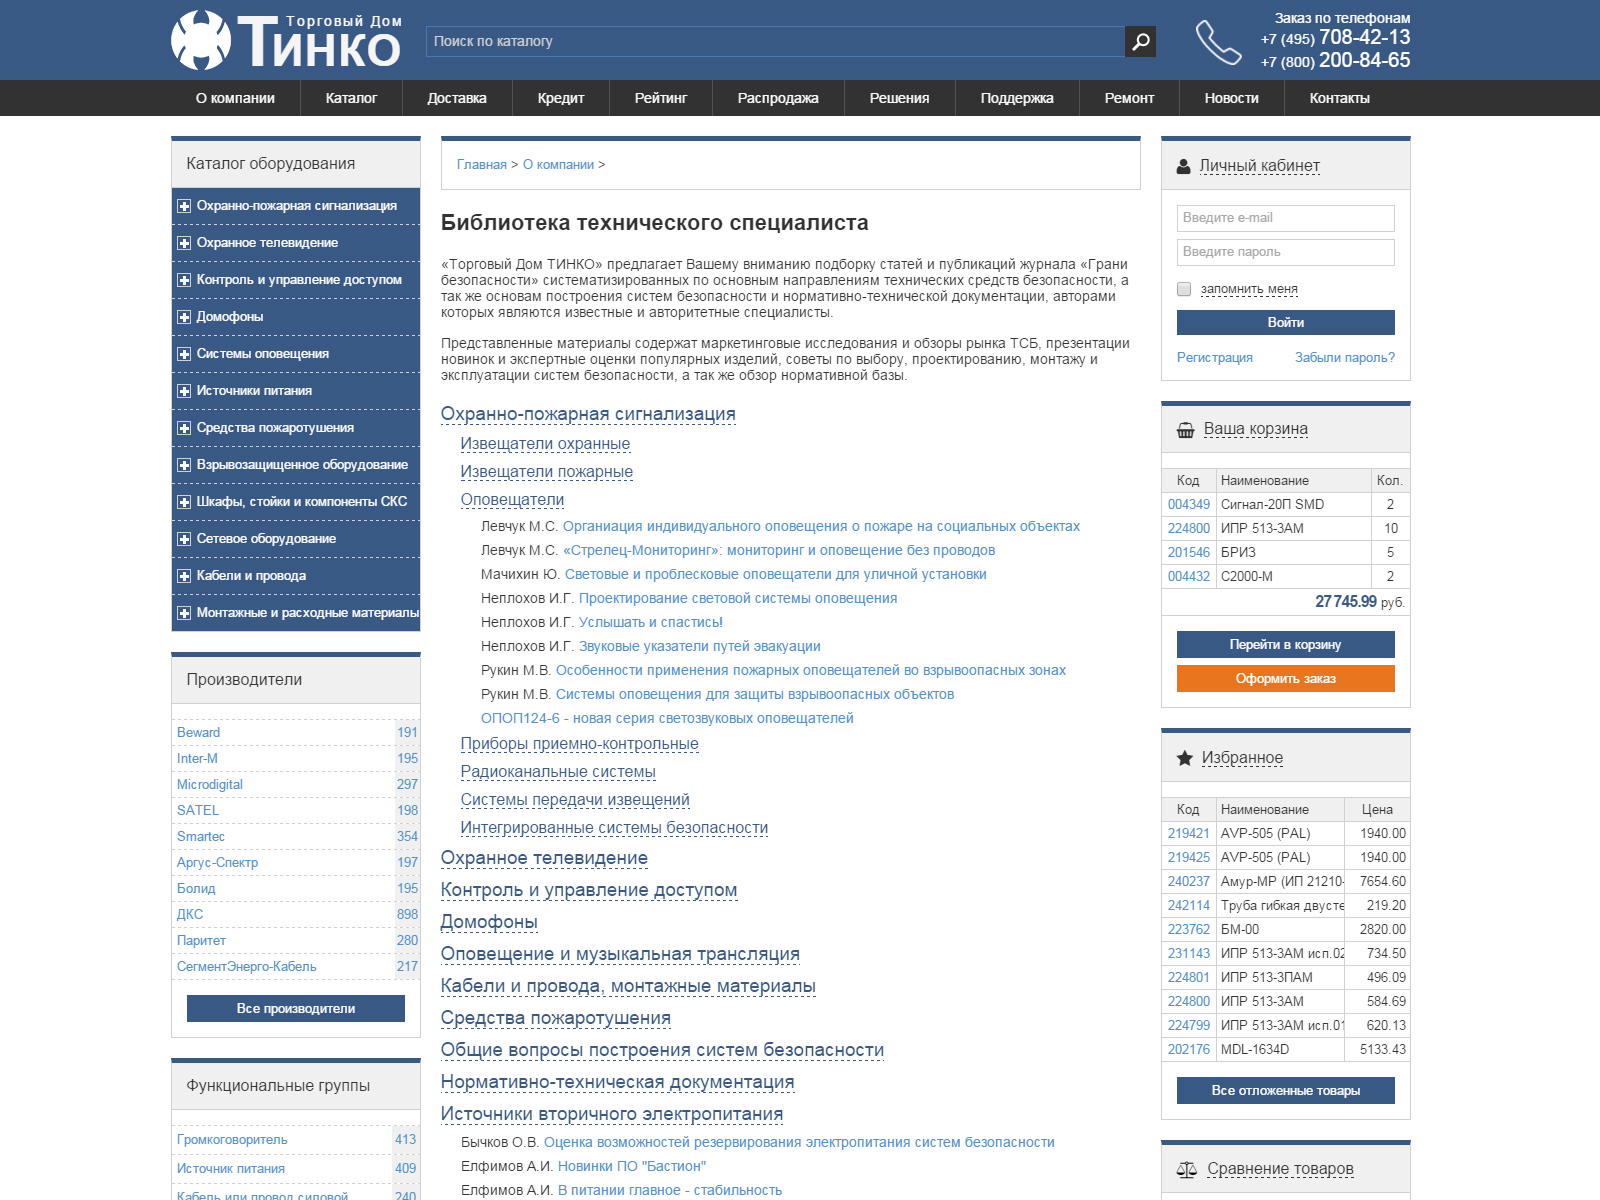 Торговый Дом
Тинко
Поиск по каталогу
Заказ по телефонам
+7 (495) 708-42-13
+7 (800) 200-84-65
О компании
Каталог
Доставка
Кредит
Рейтинг
Распродажа
Решения
Поддержка
Ремонт
Новости
Контакты
Каталог оборудования
Охранно-пожарная сигнализация
Охранное телевидение
Контроль и управление доступом
Домофоны
Системы оповещения
Источники питания
Средства пожаротушения
Взрывозащищенное оборудование
Шкафы, стойки и компоненты СКС
Сетевое оборудование
Кабели и провода
Монтажные и расходные материалы
Производители
Beward 191
Inter-M 195
Microdigital 297
SATEL 198
Smartec 354
Аргус-Спектр 197
Болид 195
ДКС 898
Паритет 280
СегментЭнерго-Кабель 217
Все производители
Функциональные группы
Громкоговоритель 413
Источник питания 409
Кабель или провод силовой 240
Главная > О компании >
Библиотека технического специалиста
«Торговый Дом ТИНКО» предлагает Вашему вниманию подборку статей и публикаций журнала «Грани
безопасности» систематизированных по основным направлениям технических средств безопасности, а
так же основам построения систем безопасности и нормативно-технической документации, авторами
которых являются известные и авторитетные специалисты.
Представленные материалы содержат маркетинговые исследования и обзоры рынка ТСБ, презентации
новинок и экспертные оценки популярных изделий, советы по выбору, проектированию, монтажу и
эксплуатации систем безопасности, а так же обзор нормативной базы.
Охранно-пожарная сигнализация
Извещатели охранные
Извещатели пожарные
Оповещатели
Левчук М.С. Органиация индивидуального оповещения о пожаре на социальных объектах
Левчук М.С. «Стрелец-Мониторинг»: мониторинг и оповещение без проводов
Мачихин Ю. Световые и проблесковые оповещатели для уличной установки
Неплохов И.Г. Проектирование световой системы оповещения
Неплохов И.Г. Услышать и спастись!
Неплохов И.Г. Звуковые указатели путей эвакуации
Рукин М.В. Особенности применения пожарных оповещателей во взрывоопасных зонах
Рукин М.В. Системы оповещения для защиты взрывоопасных объектов
ОПОП124-6 - новая серия светозвуковых оповещателей
Приборы приемно-контрольные
Радиоканальные системы
Системы передачи извещений
Интегрированные системы безопасности
Охранное телевидение
Контроль и управление доступом
Домофоны
Оповещение и музыкальная трансляция
Кабели и провода, монтажные материалы
Средства пожаротушения
Общие вопросы построения систем безопасности
Нормативно-техническая документация
Источники вторичного электропитания
Бычков О.В. Оценка возможностей резервирования электропитания систем безопасности
Елфимов А.И. Новинки ПО "Бастион"
Елфимов А.И. В питании главное - стабильность
Личный кабинет
Введите e-mail
Введите пароль
запомнить меня
Войти
Регистрация Забыли пароль?
Ваша корзина
Код Наименование Кол.
004349 Сигнал-20П SMD 2
224800 ИПР 513-3АМ 10
201546 БРИЗ 5
004432 С2000-М 2
27 745.99 руб.
Перейти в корзину
Оформить заказ
Избранное
Код Наименование Цена
219421 AVP-505 (PAL) 1940.00
219425 AVP-505 (PAL) 1940.00
240237 Амур-МР (ИП 21210- 7654.60
242114 Труба гибкая двусте 219.20
223762 БМ-00 2820.00
231143 ИПР 513-3АМ исп.02 734.50
224801 ИПР 513-3ПАМ 496.09
224800 ИПР 513-3АМ 584.69
224799 ИПР 513-3АМ исп.01 620.13
202176 MDL-1634D 5133.43
Все отложенные товары
Сравнение товаров